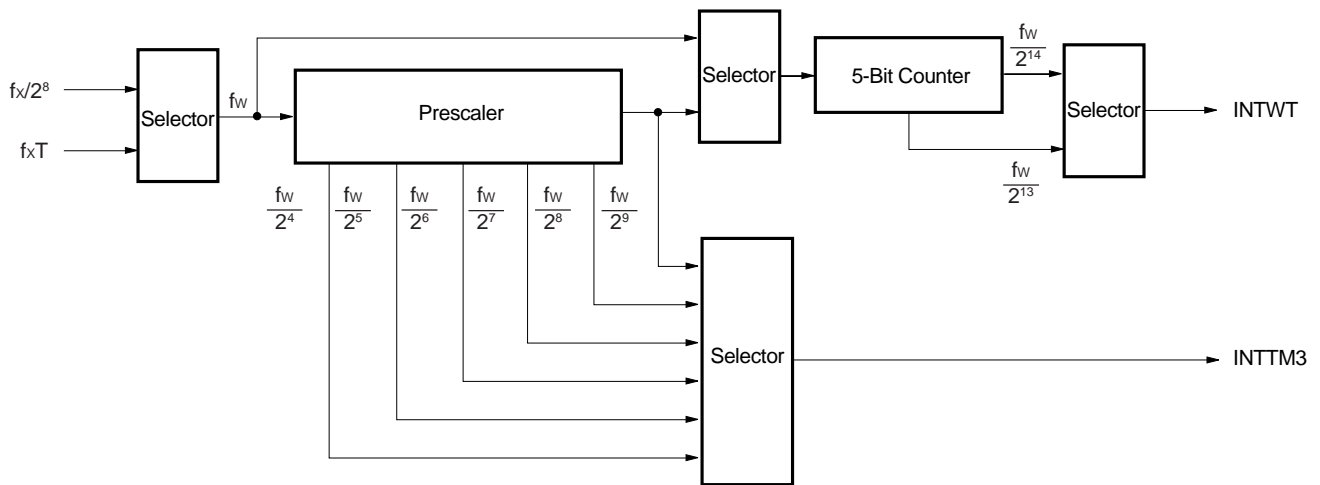 fx/2⁸
fxT
Selector
fw
Prescaler
Selector
5-Bit Counter
fw
2¹⁴
fw
2¹³
Selector
INTWT
fw
2⁴
fw
2⁵
fw
2⁶
fw
2⁷
fw
2⁸
fw
2⁹
Selector
INTTM3